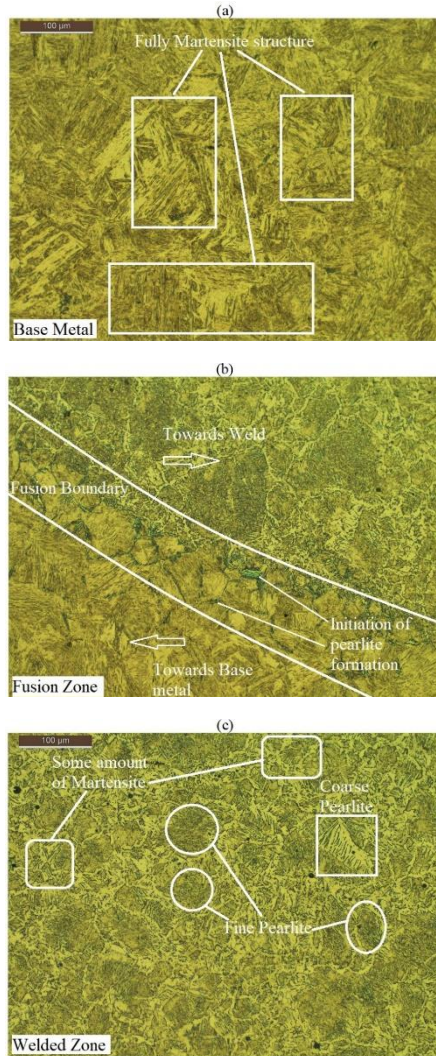 (a)
100 µm
Fully Martensite structure
Base Metal
(b)
Towards Weld
Fusion Boundary
Initiation of
pearlite
formation
Towards Base
metal
Fusion Zone
(c)
100 µm
Some amount
of Martensite
Coarse
Pearlite
Fine Pearlite
Welded Zone